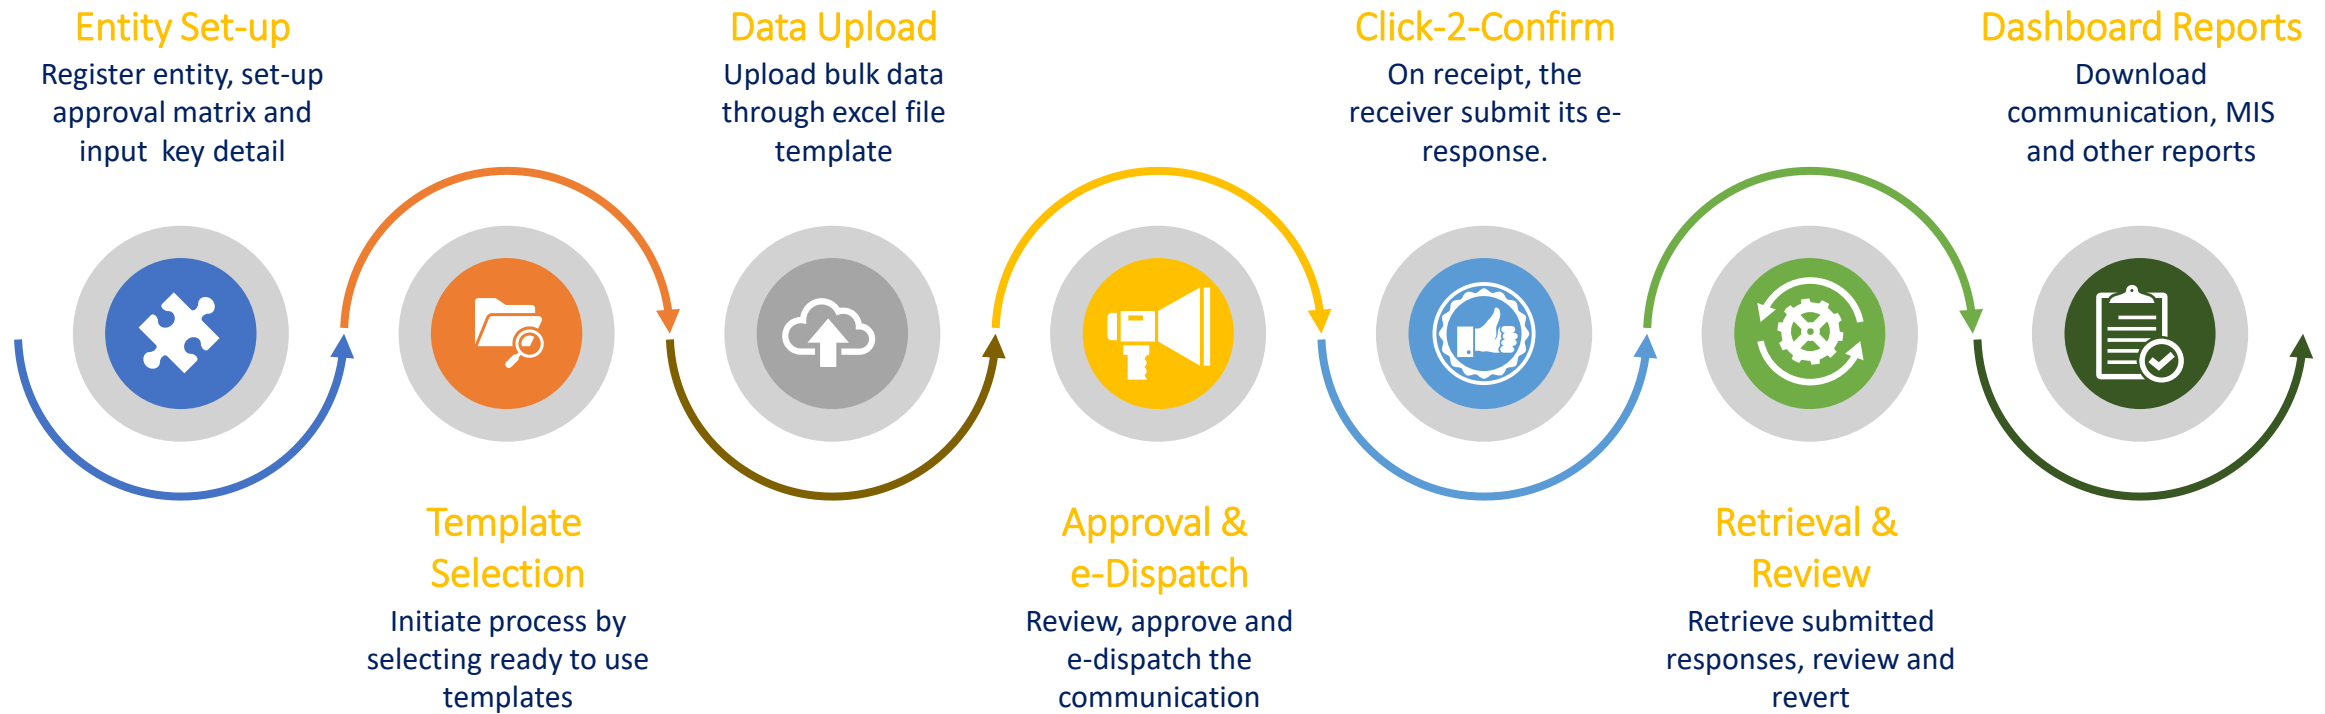 Entity Set-up
Register entity, set-up
approval matrix and
input  key detail
Template
Selection
Initiate process by
selecting ready to use
templates
Data Upload
Upload bulk data
through excel file
template
Approval &
e-Dispatch
Review, approve and
e-dispatch the
communication
Click-2-Confirm
On receipt, the
receiver submit its e-
response.
Retrieval &
Review
Retrieve submitted
responses, review and
revert
Dashboard Reports
Download
communication, MIS
and other reports